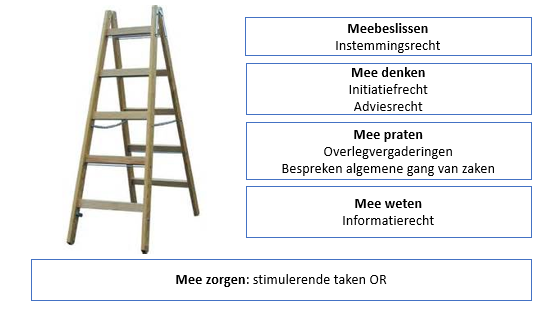 Meebeslissen
Instemmingsrecht
Mee denken
Initiatiefrecht
Adviesrecht
Mee praten
Overlegvergaderingen
Bespreken algemene gang van zaken
Mee weten
Informatierecht
Mee zorgen: stimulerende taken OR